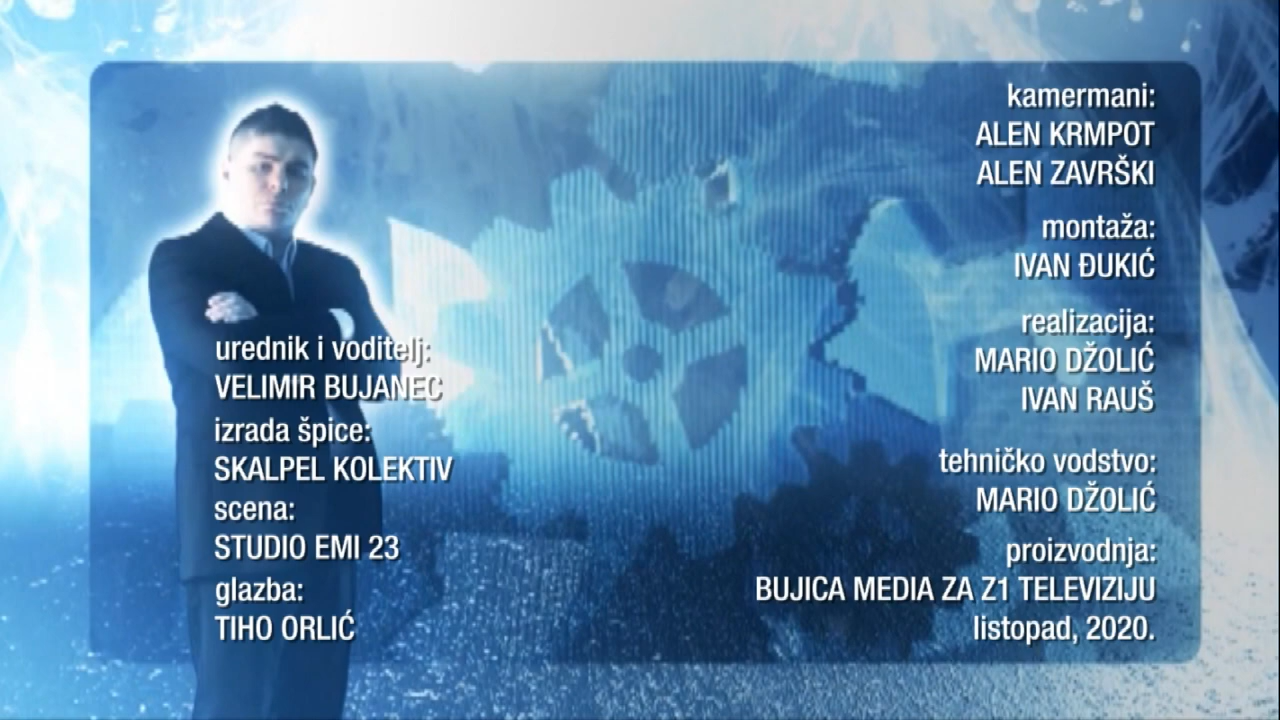 urednik i voditelj:
VELIMIR BUJANEC
izrada špice:
SKALPEL KOLEKTIV
scena:
STUDIO EMI 23
glazba:
TIHO ORLIĆ
kamermani:
ALEN KRMPOT
ALEN ZAVRŠKI
montaža:
IVAN ĐUKIĆ
realizacija:
MARIO DŽOLIĆ
IVAN RAUŠ
tehničko vodstvo:
MARIO DŽOLIĆ
proizvodnja:
BUJICA MEDIA ZA Z1 TELEVIZIJU
listopad, 2020.